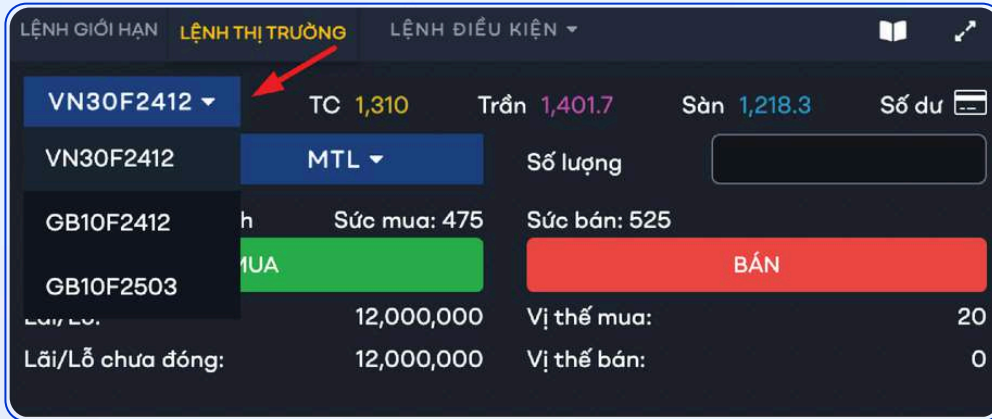 LỆNH GIỚI HẠN LỆNH THỊ TRƯỜNG LỆNH ĐIỀU KIỆN
VN30F2412 TC 1,310 Trần 1,401.7 Sàn 1,218.3 Số dư
VN30F2412 MTL Số lượng
GB10F2412 h Sức mua: 475 Sức bán: 525
MUA BÁN
GB10F2503
Lãi/Lỗ: 12,000,000 Vị thế mua: 20
Lãi/Lỗ chưa đóng: 12,000,000 Vị thế bán: 0